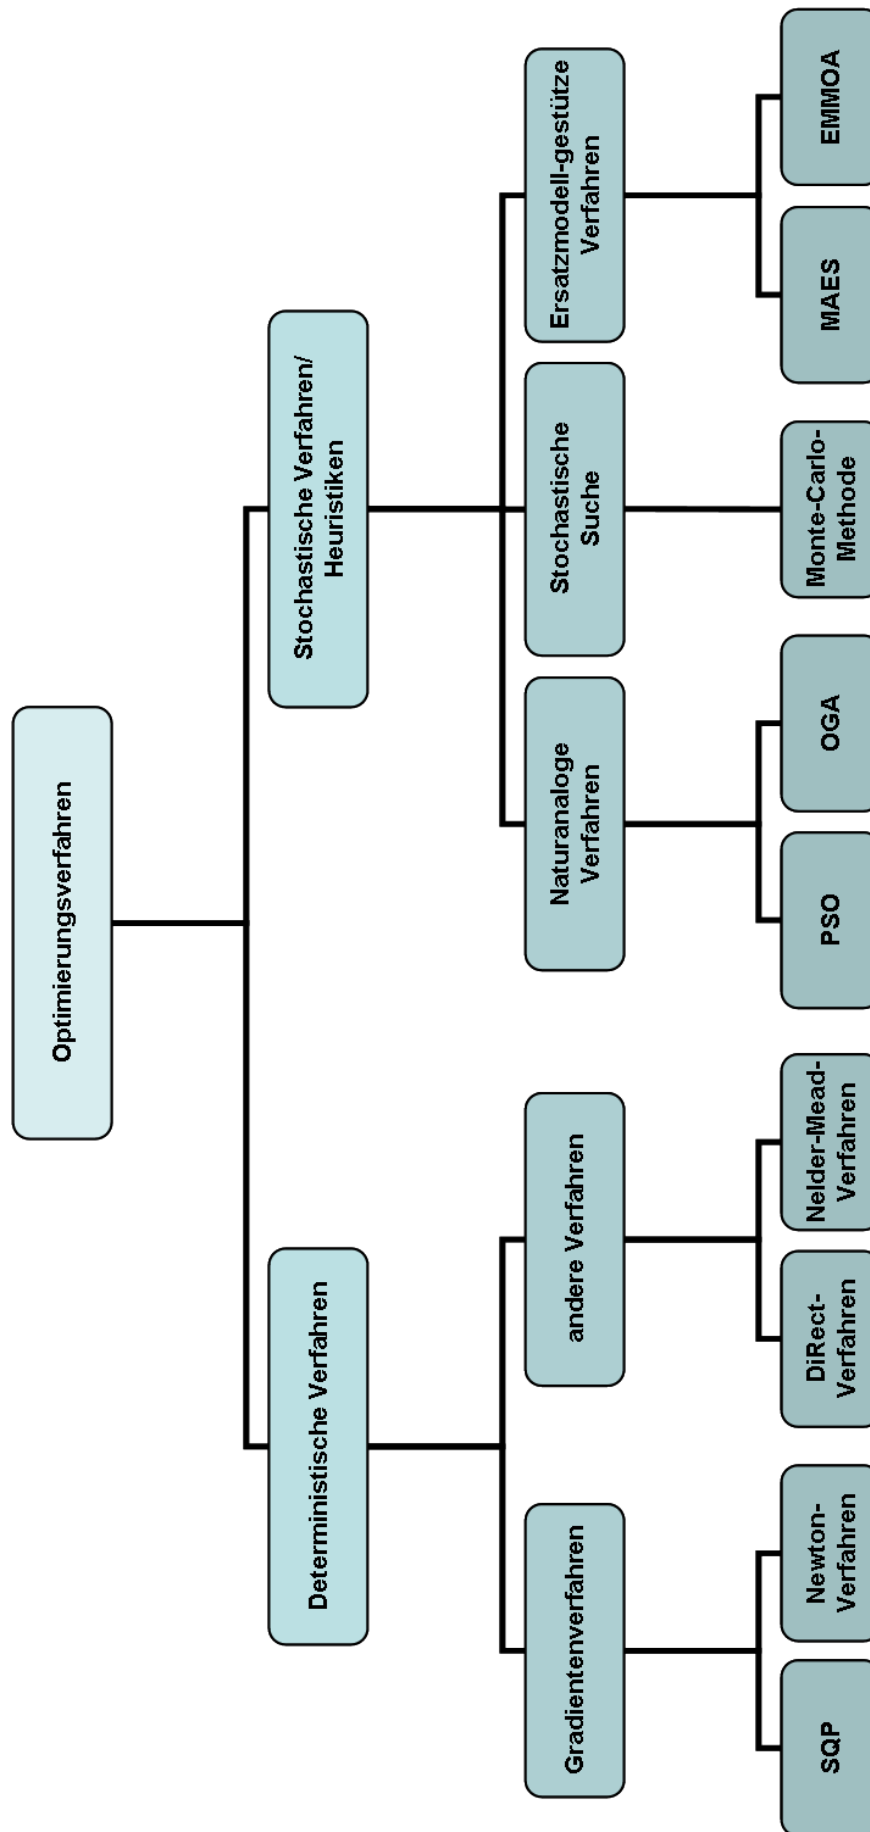 Optimierungsverfahren
Deterministische Verfahren
Stochastische Verfahren/
Heuristiken
Gradientenverfahren
andere Verfahren
Naturanaloge
Verfahren
Stochastische
Suche
Ersatzmodell-gestütze
Verfahren
SQP
Newton-
Verfahren
DiRect-
Verfahren
Nelder-Mead-
Verfahren
PSO
OGA
Monte-Carlo-
Methode
MAES
EMMOA